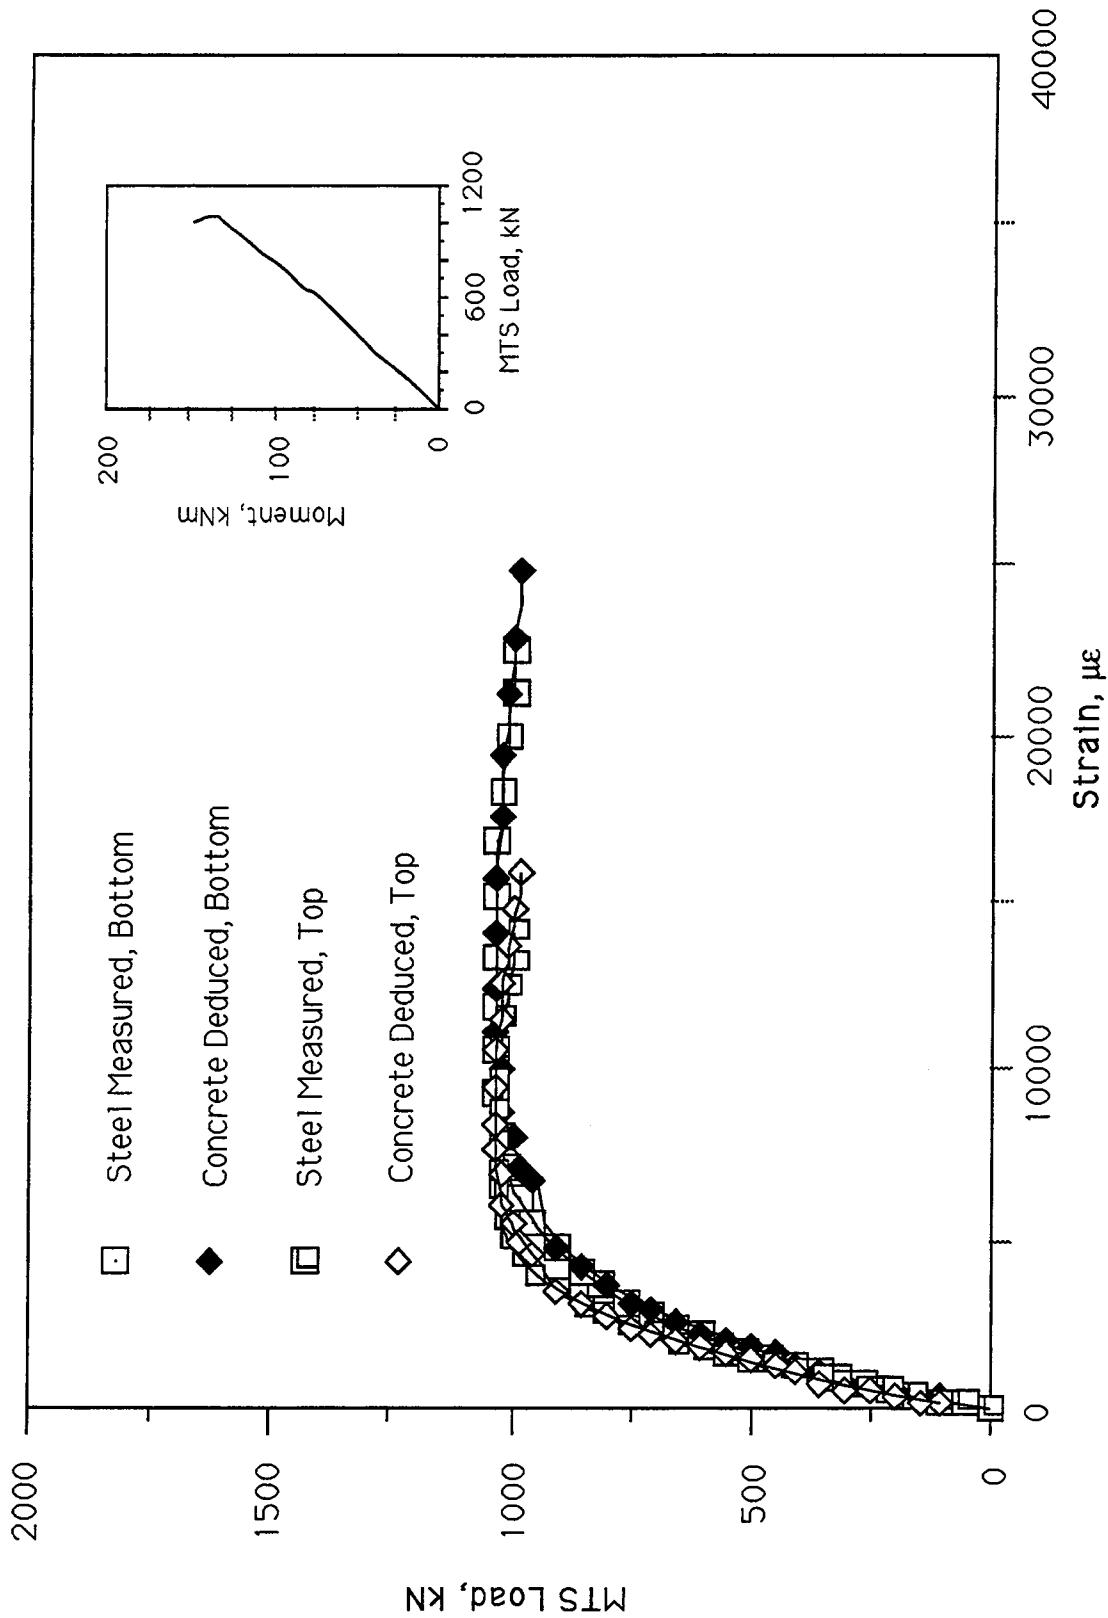 2000
1500
1000
500
0
MTS Load, kN
0
10000
20000
30000
40000
Strain, με
Steel Measured, Bottom
Concrete Deduced, Bottom
Steel Measured, Top
Concrete Deduced, Top
200
100
0
Moment, kNm
0
600
1200
MTS Load, kN